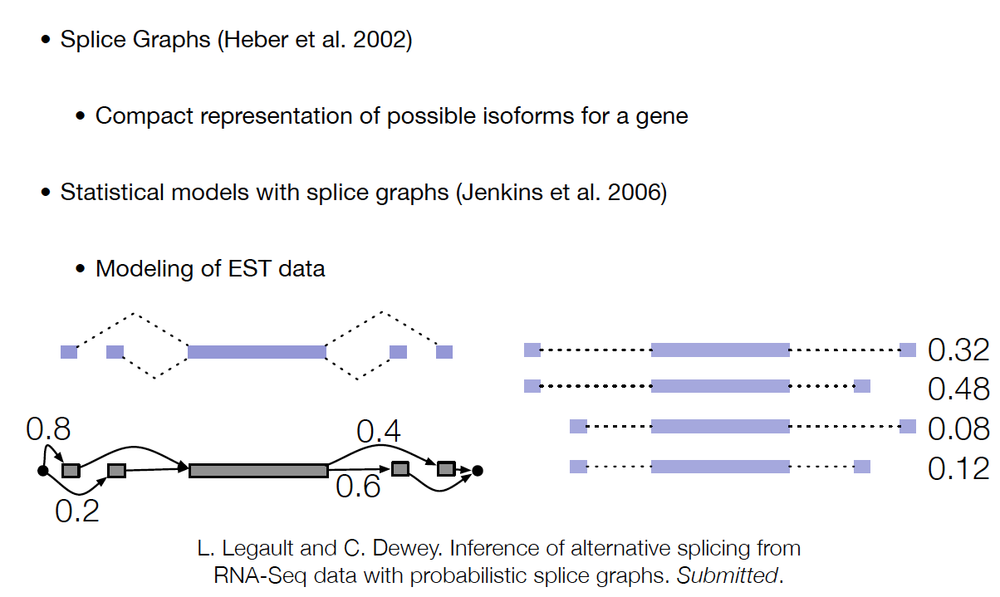 • Splice Graphs (Heber et al. 2002)
• Compact representation of possible isoforms for a gene
• Statistical models with splice graphs (Jenkins et al. 2006)
• Modeling of EST data
0.32
0.48
0.8
0.4
0.08
0.12
0.6
0.2
L. Legault and C. Dewey. Inference of alternative splicing from
RNA-Seq data with probabilistic splice graphs. Submitted.